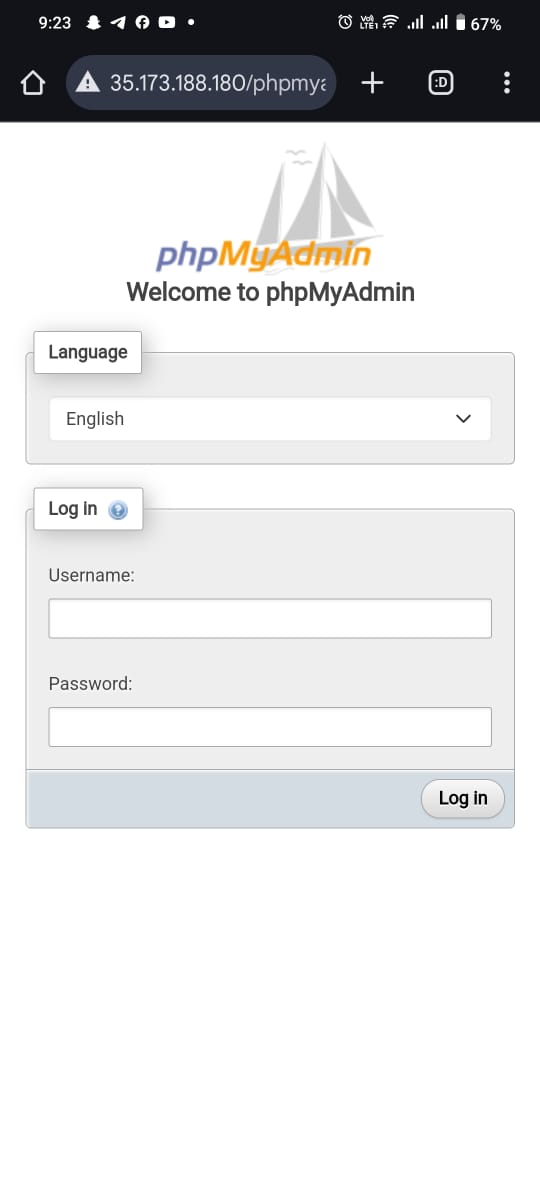 9:23
VoI LTE1
67%
35.173.188.180/phpmya
:D
phpMyAdmin
Welcome to phpMyAdmin
Language
English
Log in
Username:
Password:
Log in